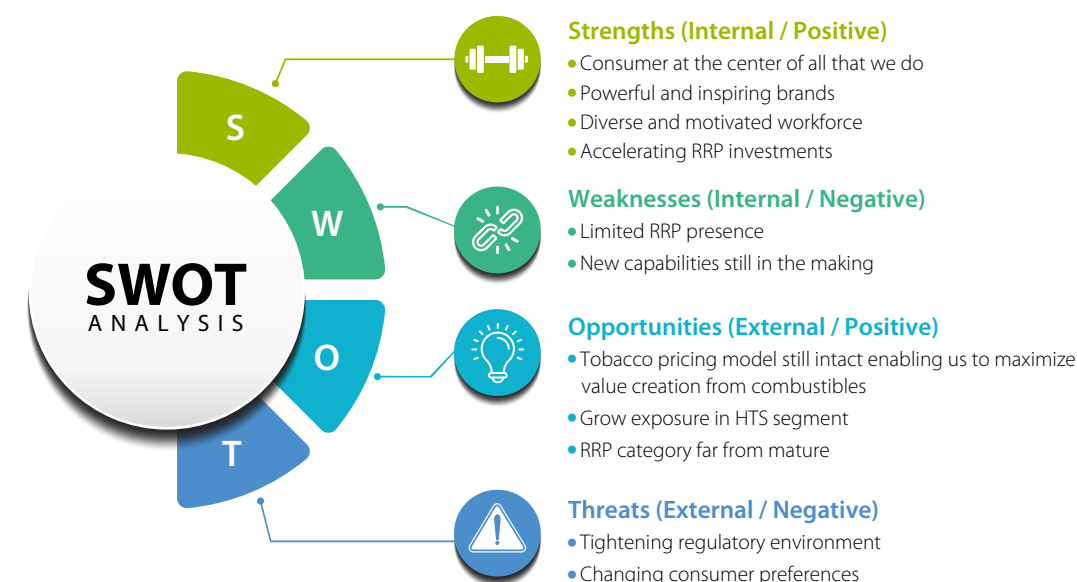 Strengths (Internal / Positive)
• Consumer at the center of all that we do
• Powerful and inspiring brands
• Diverse and motivated workforce
• Accelerating RRP investments
S
Weaknesses (Internal / Negative)
• Limited RRP presence
• New capabilities still in the making
W
SWOT
ANALYSIS
Opportunities (External / Positive)
• Tobacco pricing model still intact enabling us to maximize
value creation from combustibles
• Grow exposure in HTS segment
• RRP category far from mature
O
Threats (External / Negative)
• Tightening regulatory environment
• Changing consumer preferences
T